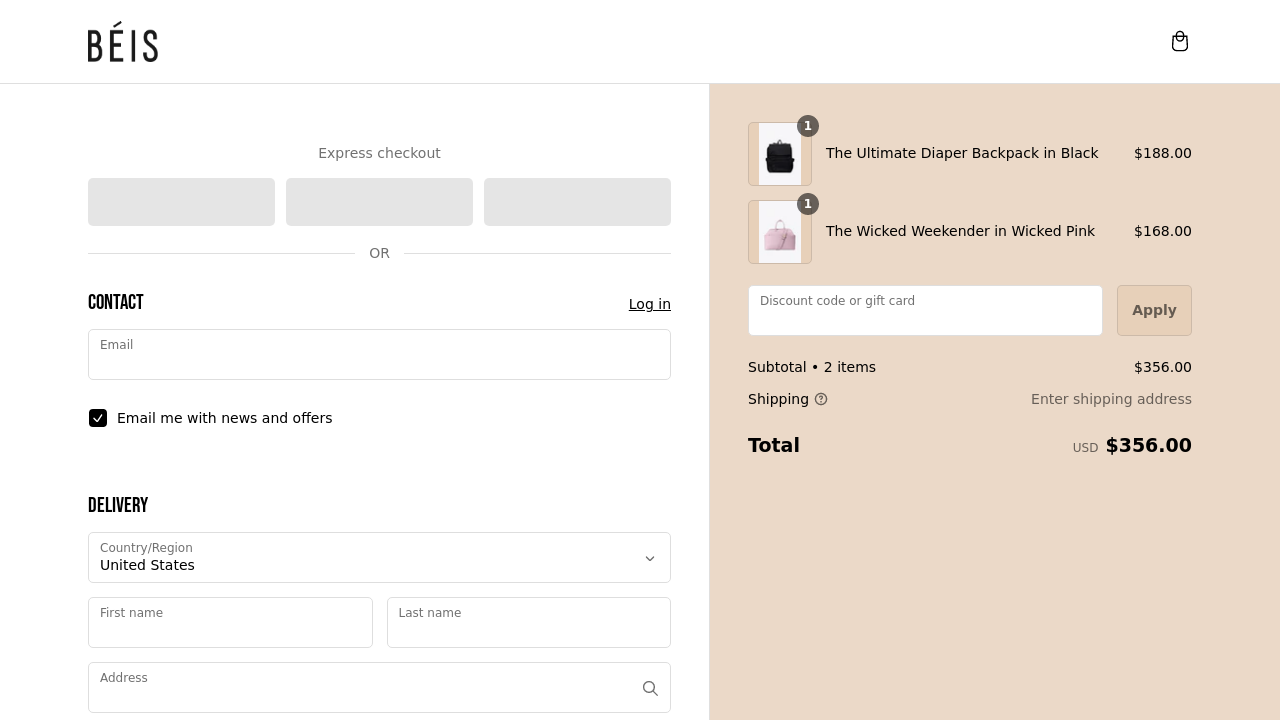 BÉIS
Express checkout
OR
CONTACT
Log in
Email
Email me with news and offers
DELIVERY
Country/Region
United States
First name
Last name
Address
1
The Ultimate Diaper Backpack in Black
$188.00
1
The Wicked Weekender in Wicked Pink
$168.00
Discount code or gift card
Apply
Subtotal • 2 items
$356.00
Shipping
Enter shipping address
Total
USD $356.00